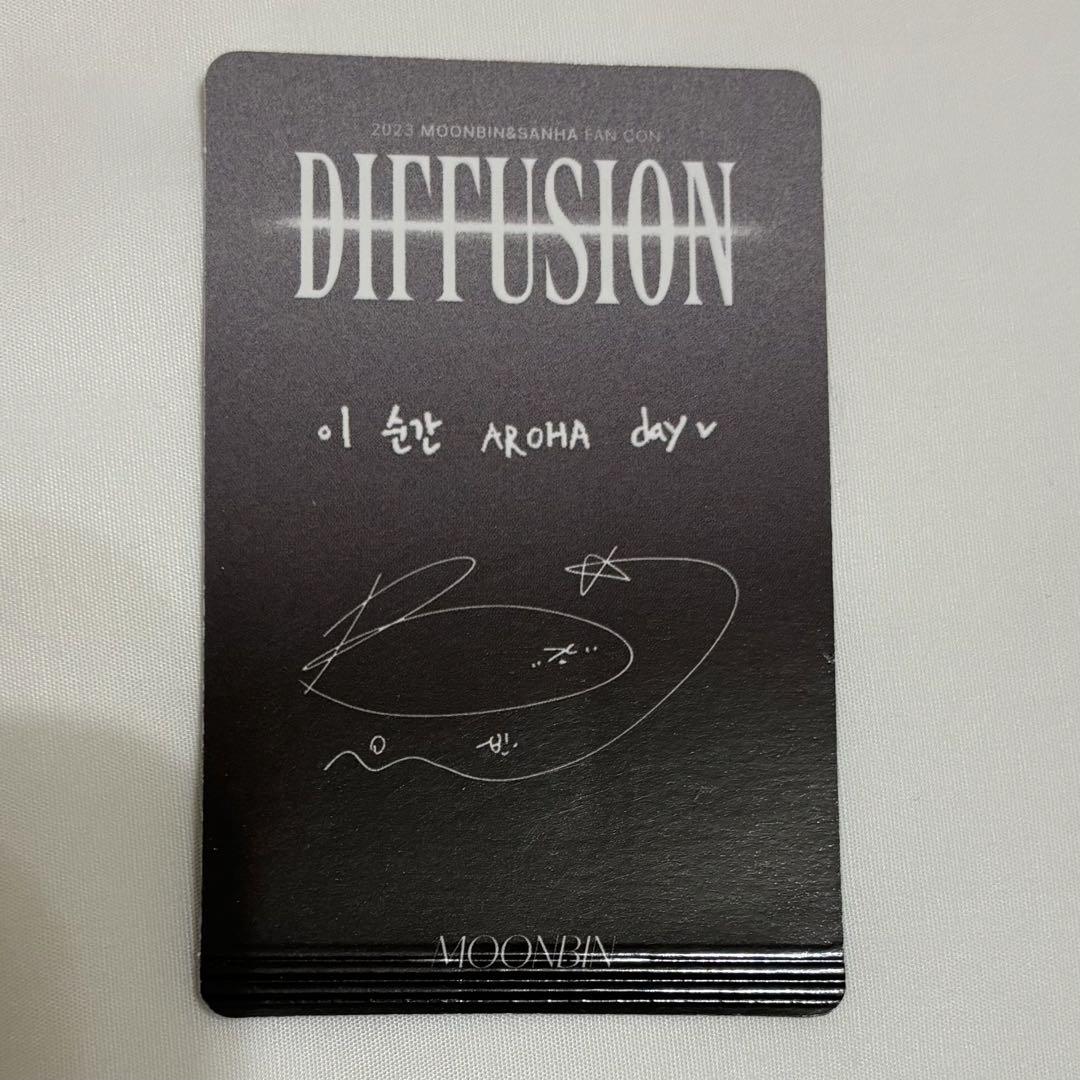 2023 MOONBIN&SANHA FAN CON
DIFFUSION
이 순간 AROHA day
빈
MOONBIN